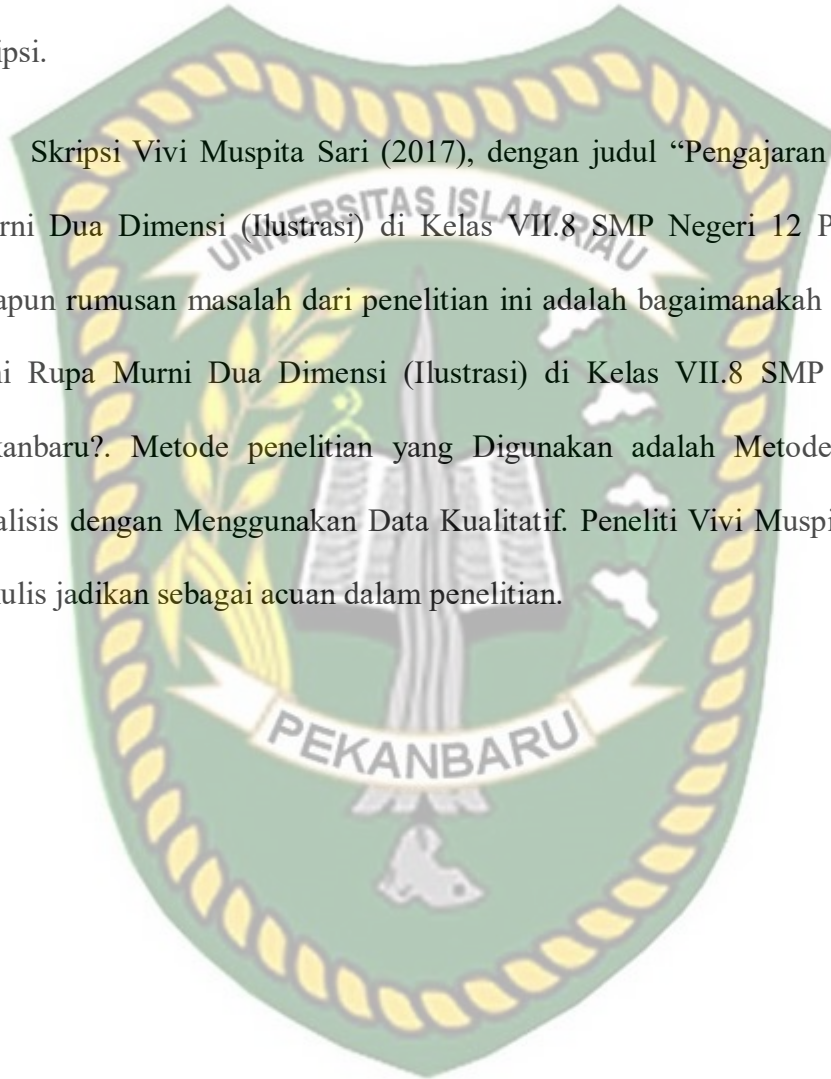 ipsi.
Skripsi Vivi Muspita Sari (2017), dengan judul “Pengajaran
rni Dua Dimensi (Ilustrasi) di Kelas VII.8 SMP Negeri 12 P
apun rumusan masalah dari penelitian ini adalah bagaimanakah
ni Rupa Murni Dua Dimensi (Ilustrasi) di Kelas VII.8 SMP
kanbaru?. Metode penelitian yang Digunakan adalah Metode
alisis dengan Menggunakan Data Kualitatif. Peneliti Vivi Muspi
ulis jadikan sebagai acuan dalam penelitian.
UNIVERSITAS ISLAM RIAU
PEKANBARU